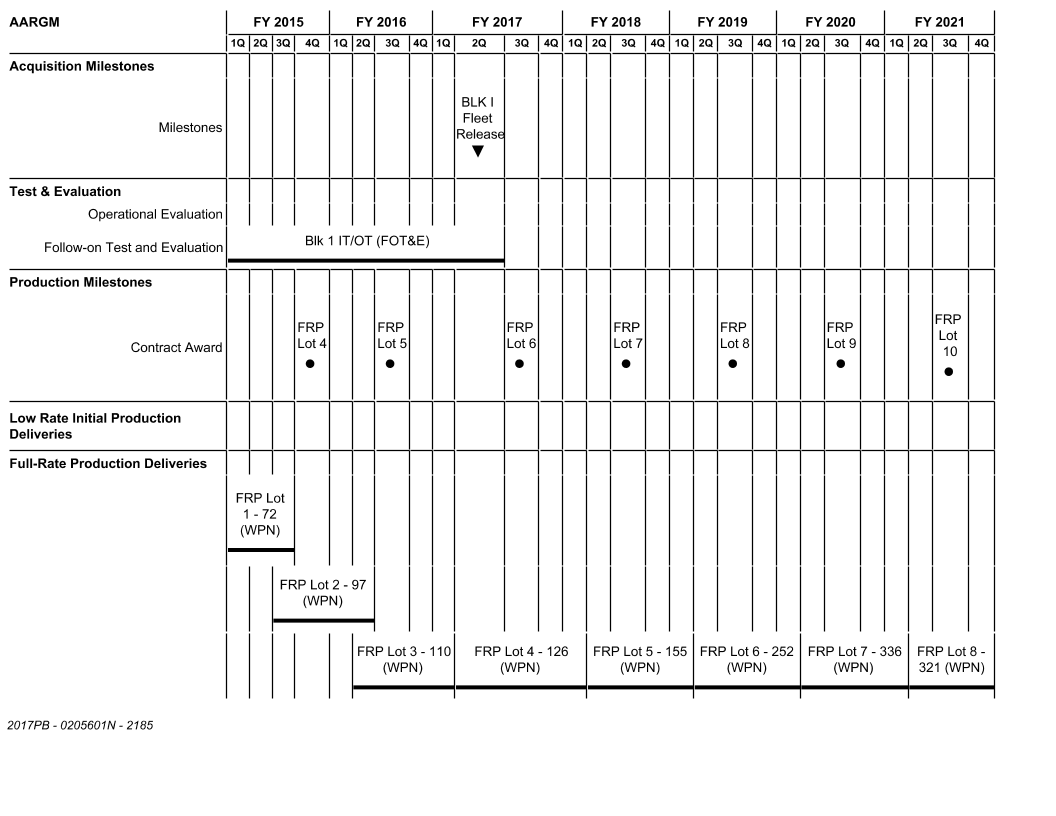 AARGM FY 2015 FY 2016 FY 2017 FY 2018 FY 2019 FY 2020 FY 2021
1Q 2Q 3Q 4Q 1Q 2Q 3Q 4Q 1Q 2Q 3Q 4Q 1Q 2Q 3Q 4Q 1Q 2Q 3Q 4Q 1Q 2Q 3Q 4Q 1Q 2Q 3Q 4Q
Acquisition Milestones
Milestones
BLK I
Fleet
Release
Test & Evaluation
Operational Evaluation
Follow-on Test and Evaluation
Blk 1 IT/OT (FOT&E)
Production Milestones
Contract Award
FRP
Lot 4
FRP
Lot 5
FRP
Lot 6
FRP
Lot 7
FRP
Lot 8
FRP
Lot 9
FRP
Lot
10
Low Rate Initial Production
Deliveries
Full-Rate Production Deliveries
FRP Lot
1 - 72
(WPN)
FRP Lot 2 - 97
(WPN)
FRP Lot 3 - 110
(WPN)
FRP Lot 4 - 126
(WPN)
FRP Lot 5 - 155
(WPN)
FRP Lot 6 - 252
(WPN)
FRP Lot 7 - 336
(WPN)
FRP Lot 8 -
321 (WPN)
2017PB - 0205601N - 2185